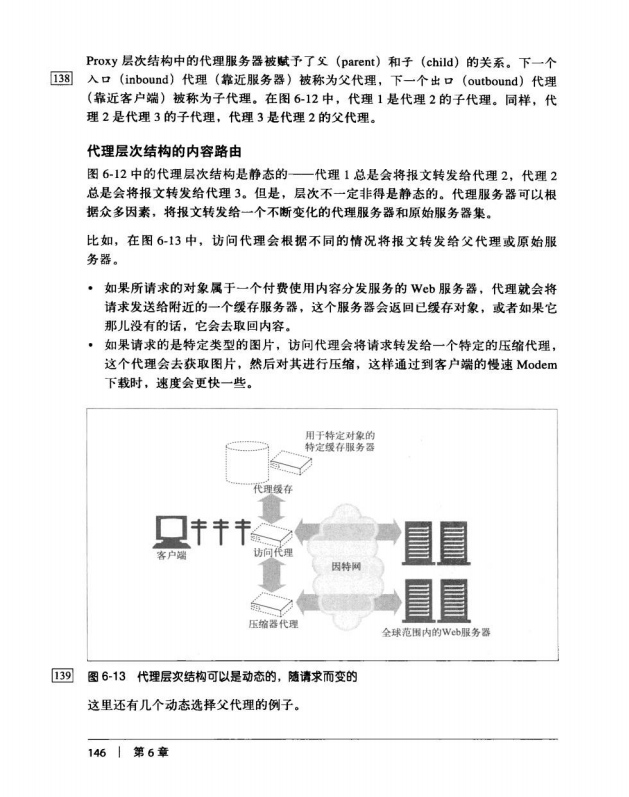 Proxy 层次结构中的代理服务器被赋予了父（parent）和子（child）的关系。下一个
138
入口（inbound）代理（靠近服务器）被称为父代理，下一个出口（outbound）代理
（靠近客户端）被称为子代理。在图 6-12 中，代理 1 是代理 2 的子代理。同样，代
理 2 是代理 3 的子代理，代理 3 是代理 2 的父代理。
代理层次结构的内容路由
图 6-12 中的代理层次结构是静态的——代理 1 总是会将报文转发给代理 2，代理 2
总是会将报文转发给代理 3。但是，层次不一定非得是静态的。代理服务器可以根
据众多因素，将报文转发给一个不断变化的代理服务器和原始服务器集。
比如，在图 6-13 中，访问代理会根据不同的情况将报文转发给父代理或原始服
务器。
• 如果所请求的对象属于一个付费使用内容分发服务的 Web 服务器，代理就会将
请求发送给附近的一个缓存服务器，这个服务器会返回已缓存对象，或者如果它
那儿没有的话，它会去取回内容。
• 如果请求的是特定类型的图片，访问代理会将请求转发给一个特定的压缩代理，
这个代理会去获取图片，然后对其进行压缩，这样通过到客户端的慢速 Modem
下载时，速度会更快一些。
用于特定对象的
特定缓存服务器
代理缓存
客户端
访问代理
因特网
压缩器代理
全球范围内的Web服务器
139
图 6-13 代理层次结构可以是动态的，随请求而变的
这里还有几个动态选择父代理的例子。
146 | 第 6 章